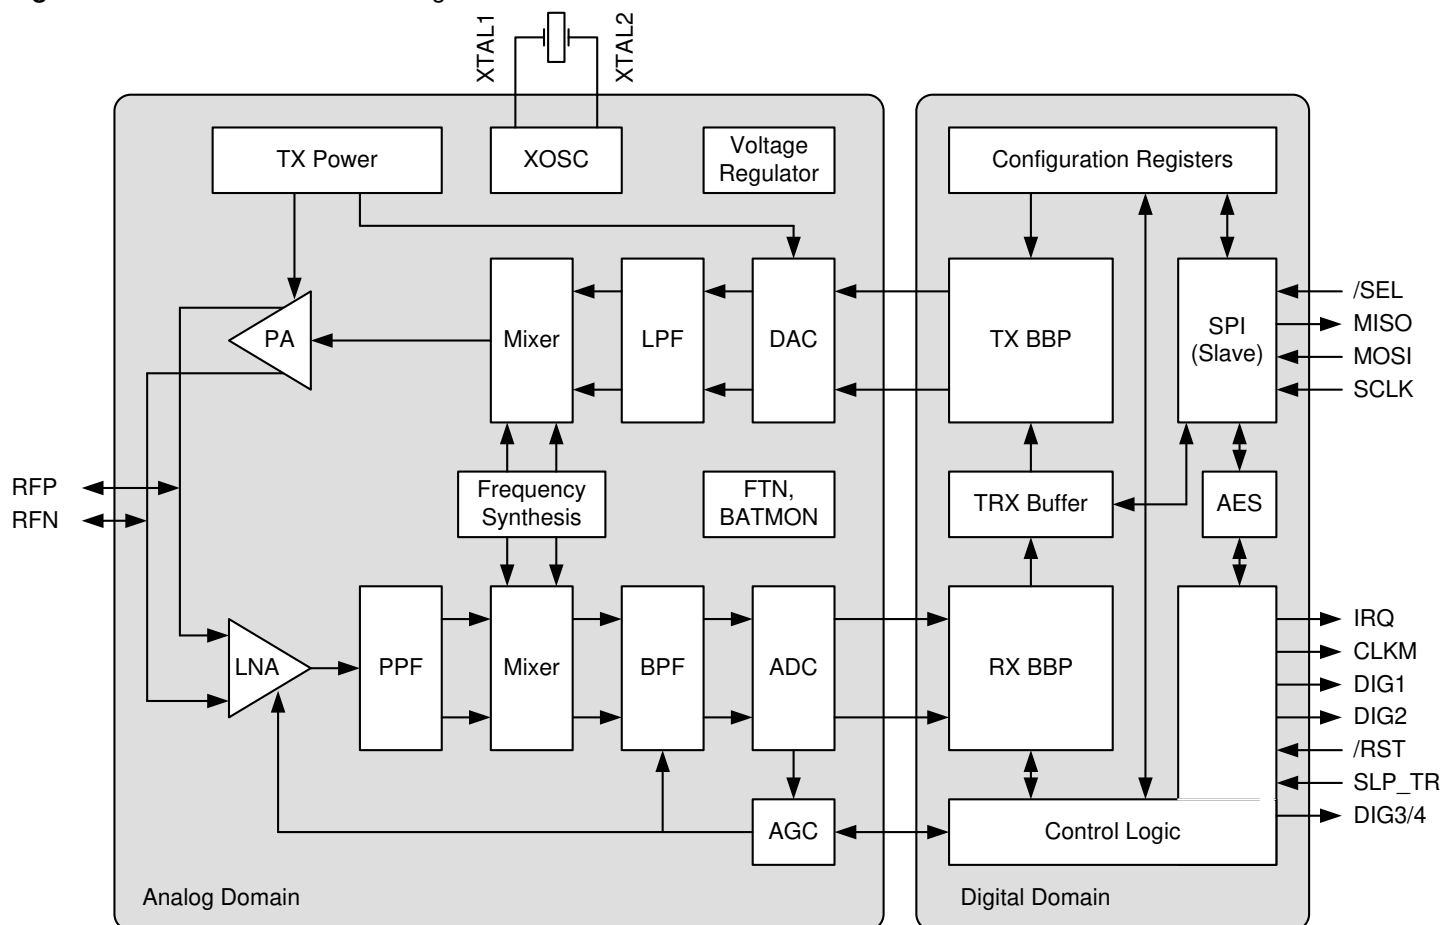 XTAL1
XTAL2
TX Power
XOSC
Voltage
Regulator
Configuration Registers
PA
Mixer
LPF
DAC
TX BBP
SPI
(Slave)
/SEL
MISO
MOSI
SCLK
RFP
RFN
Frequency
Synthesis
FTN,
BATMON
TRX Buffer
AES
LNA
PPF
Mixer
BPF
ADC
RX BBP
IRQ
CLKM
DIG1
DIG2
/RST
SLP_TR
DIG3/4
AGC
Control Logic
Analog Domain
Digital Domain